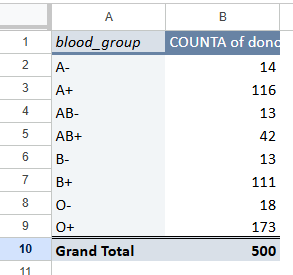 A B
1 blood_group COUNTA of dono
2 A- 14
3 A+ 116
4 AB- 13
5 AB+ 42
6 B- 13
7 B+ 111
8 O- 18
9 O+ 173
10 Grand Total 500
11